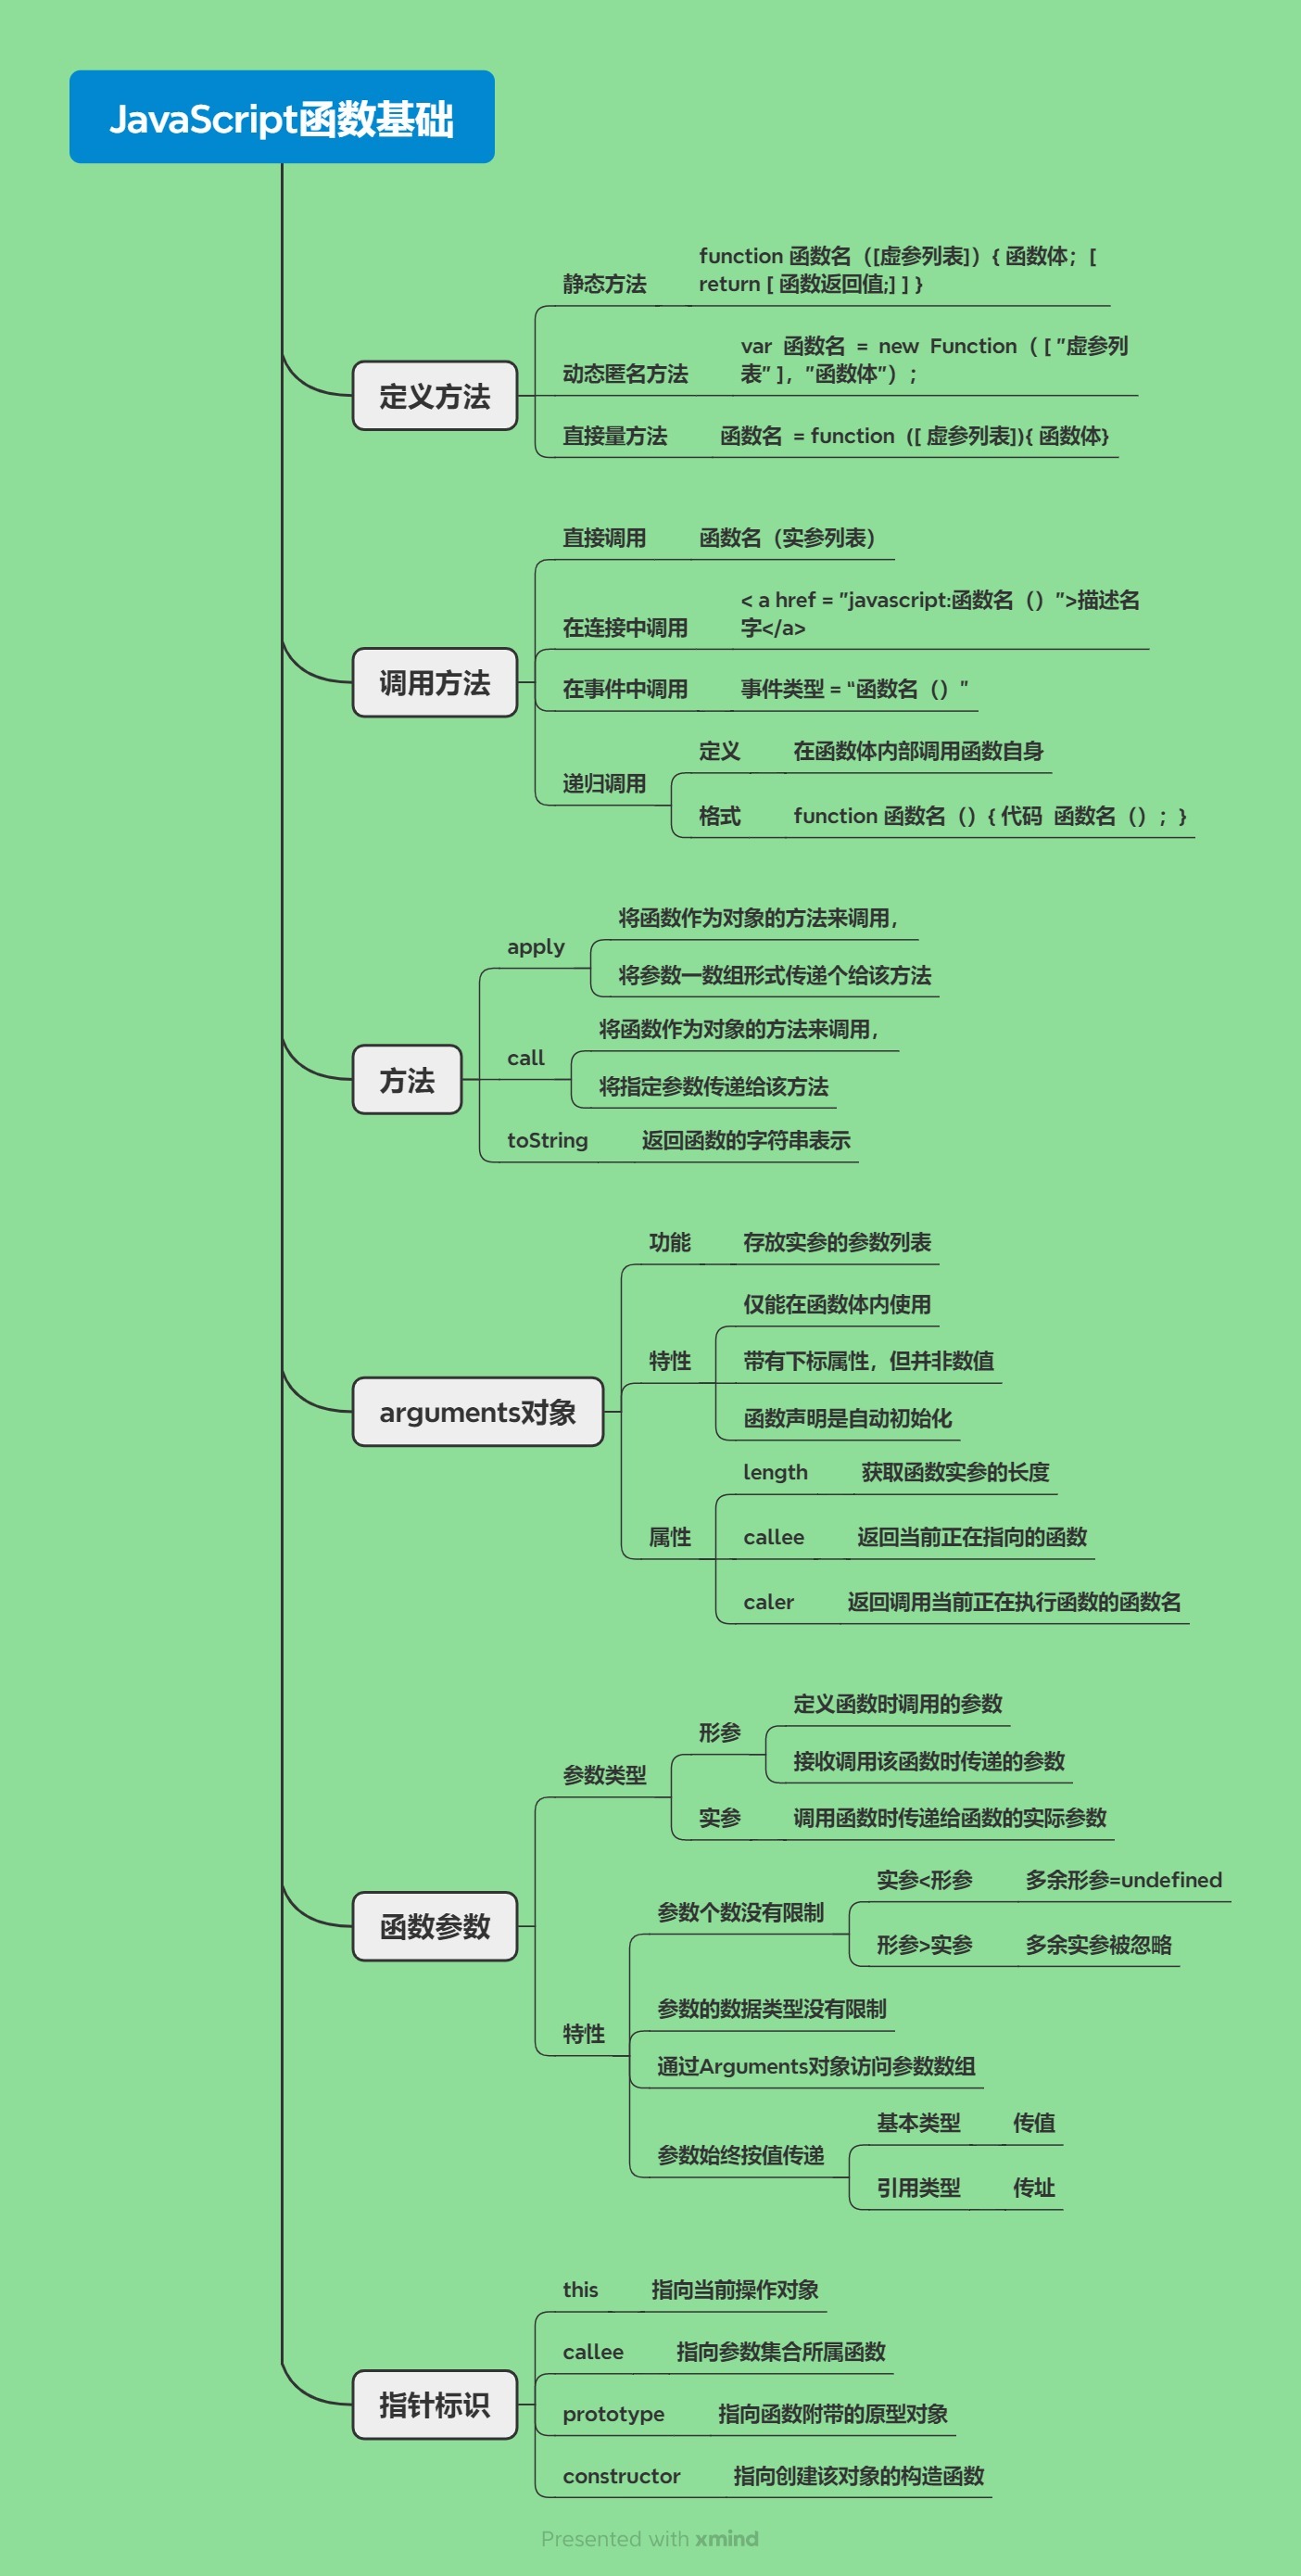 JavaScript函数基础
定义方法
静态方法
function 函数名（[虚参列表]）{ 函数体；[
return [ 函数返回值;] ] }
动态匿名方法
var 函数名 = new Function（ [ ”虚参列
表” ]，”函数体”）；
直接量方法
函数名 = function （[ 虚参列表]){ 函数体}
调用方法
直接调用
函数名（实参列表）
在连接中调用
< a href = ”javascript:函数名（）”>描述名
字</a>
在事件中调用
事件类型 = “函数名（）”
递归调用
定义
在函数体内部调用函数自身
格式
function 函数名（）{ 代码 函数名（）；}
方法
apply
将函数作为对象的方法来调用，
将参数一数组形式传递个给该方法
call
将函数作为对象的方法来调用，
将指定参数传递给该方法
toString
返回函数的字符串表示
arguments对象
功能
存放实参的参数列表
特性
仅能在函数体内使用
带有下标属性，但并非数值
函数声明是自动初始化
属性
length
获取函数实参的长度
callee
返回当前正在指向的函数
caler
返回调用当前正在执行函数的函数名
函数参数
参数类型
形参
定义函数时调用的参数
接收调用该函数时传递的参数
实参
调用函数时传递给函数的实际参数
特性
参数个数没有限制
实参<形参
多余形参=undefined
形参>实参
多余实参被忽略
参数的数据类型没有限制
通过Arguments对象访问参数数组
参数始终按值传递
基本类型
传值
引用类型
传址
指针标识
this
指向当前操作对象
callee
指向参数集合所属函数
prototype
指向函数附带的原型对象
constructor
指向创建该对象的构造函数
Presented with xmind